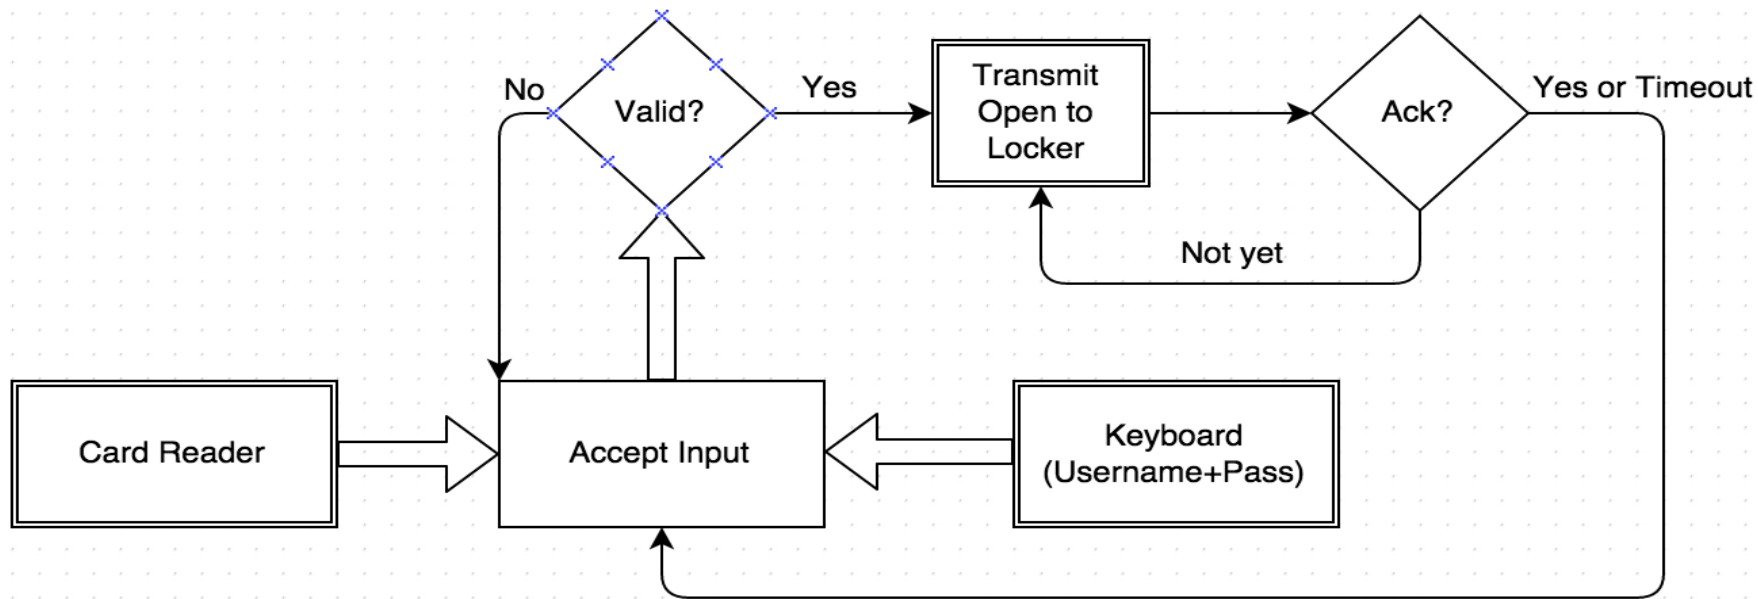 No
Valid?
Yes
Transmit
Open to
Locker
Ack?
Yes or Timeout
Not yet
Card Reader
Accept Input
Keyboard
(Username+Pass)